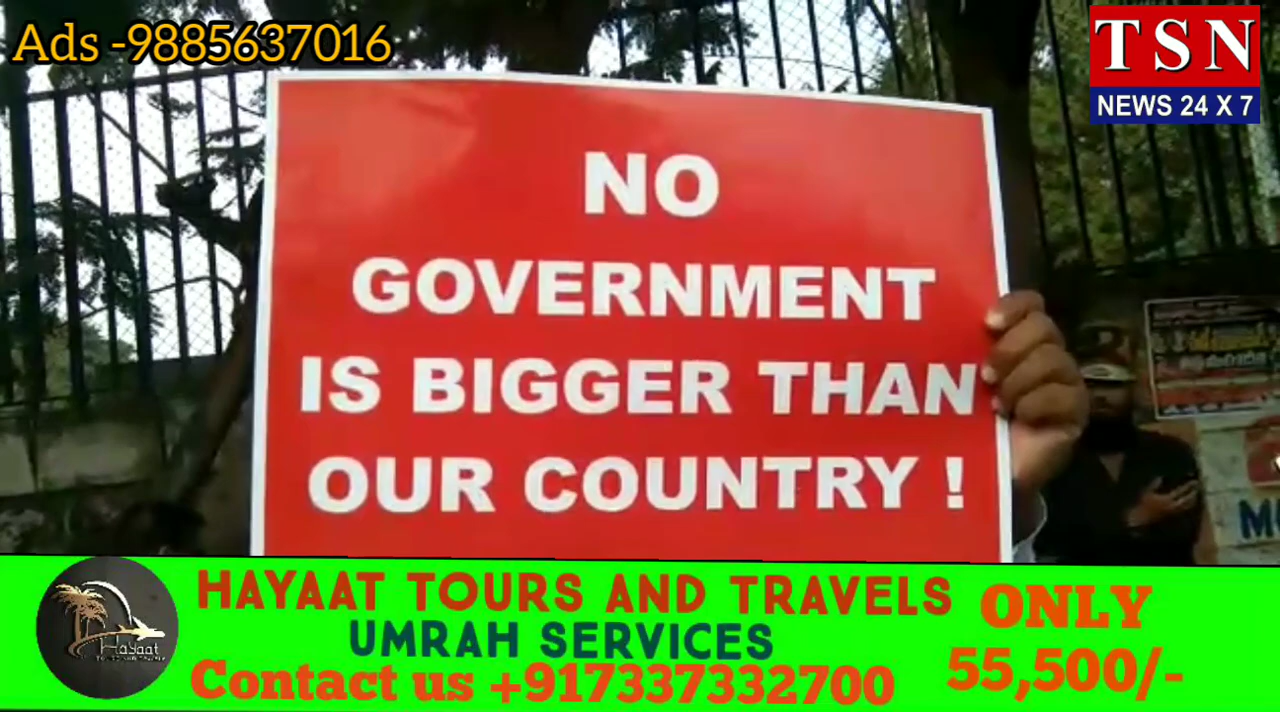 Ads -9885637016
TSN
NEWS 24 X 7
NO
GOVERNMENT
IS BIGGER THAN
OUR COUNTRY !
HAYAAT TOURS AND TRAVELS
UMRAH SERVICES
Contact us +917337332700
ONLY
55,500/-
Hayaat